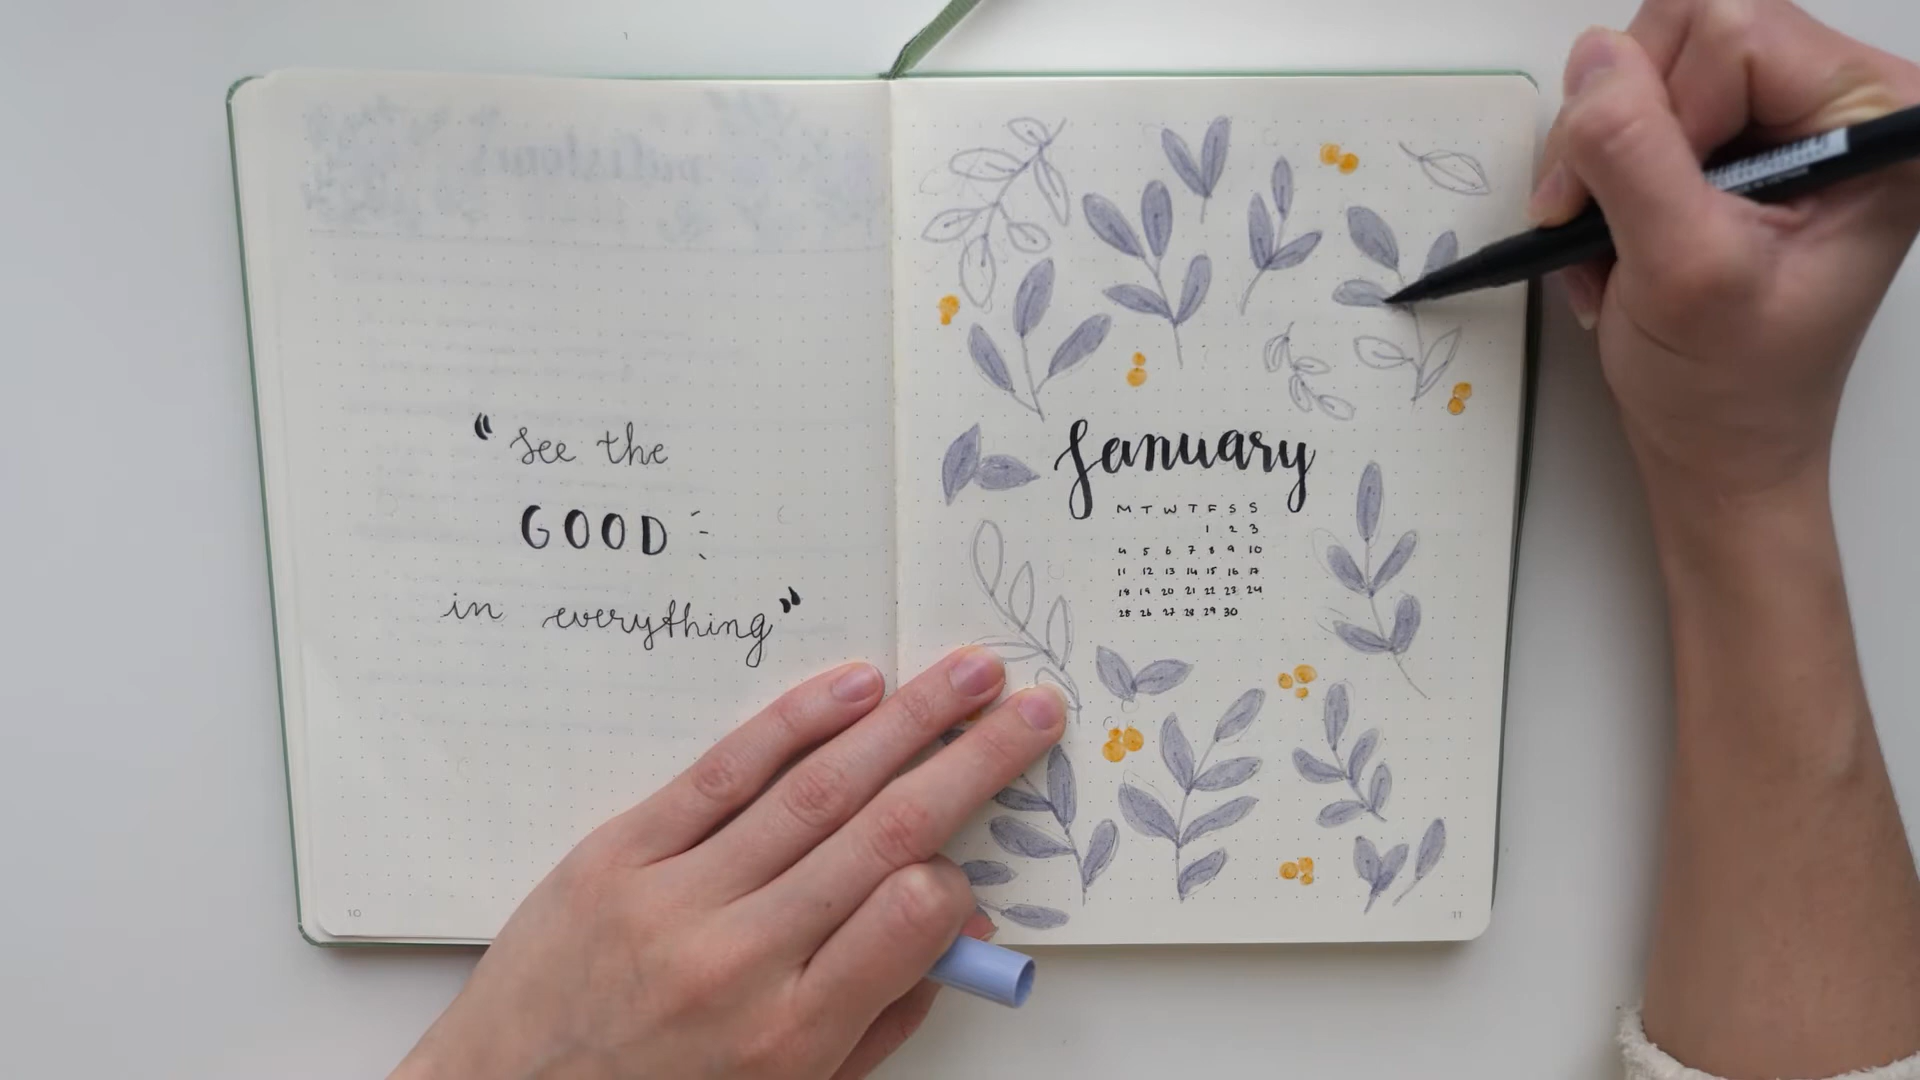 "see the
GOOD
in everything"
10
January
M T W T F S S
1 2 3
4 5 6 7 8 9 10
11 12 13 14 15 16 17
18 19 20 21 22 23 24
25 26 27 28 29 30
11